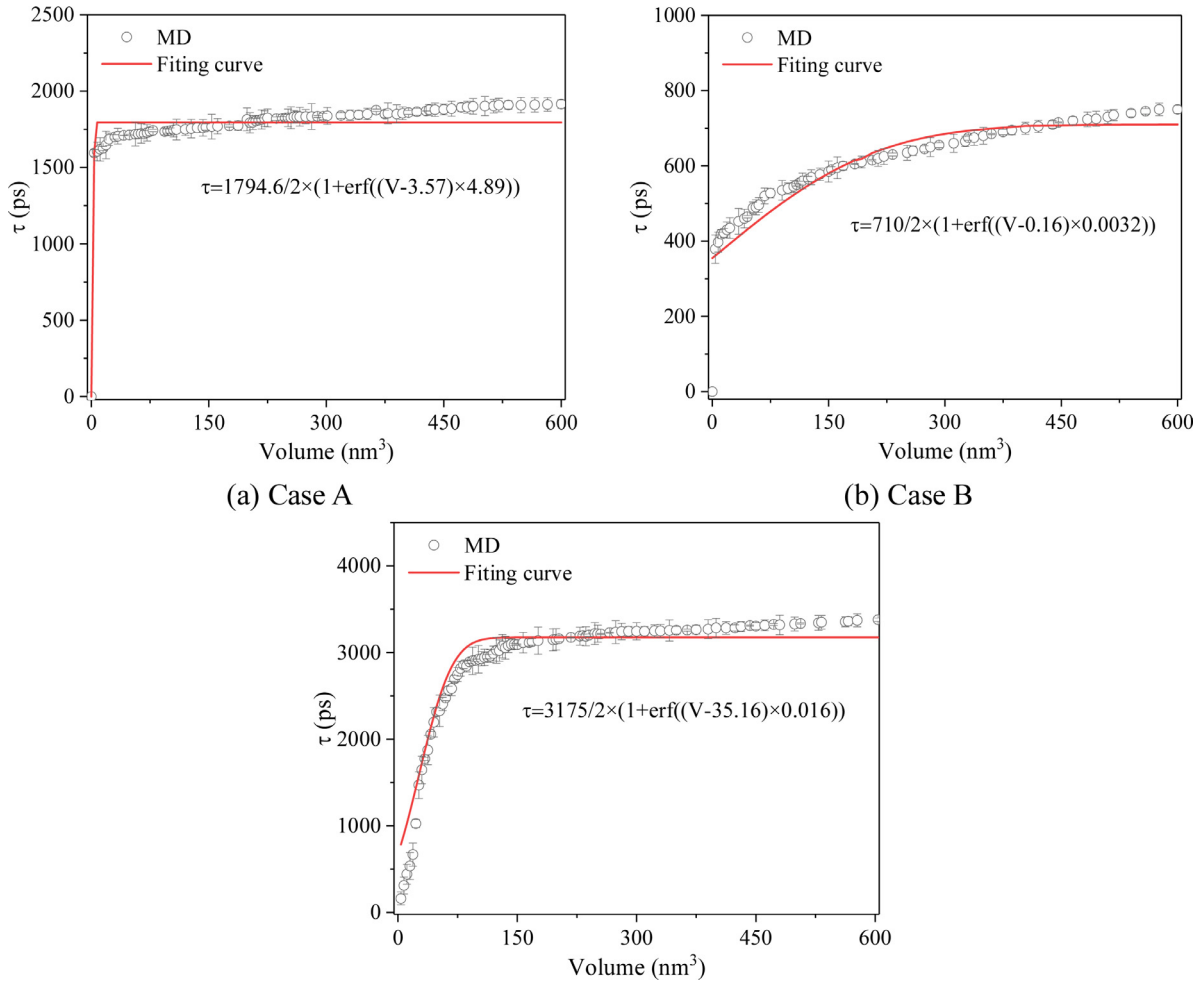 2500
2000
1500
1000
500
0
τ (ps)
MD
Fiting curve
τ=1794.6/2×(1+erf((V-3.57)×4.89))
0 150 300 450 600
Volume (nm³)
(a) Case A
1000
800
600
400
200
0
τ (ps)
MD
Fiting curve
τ=710/2×(1+erf((V-0.16)×0.0032))
0 150 300 450 600
Volume (nm³)
(b) Case B
4000
3000
2000
1000
0
τ (ps)
MD
Fiting curve
τ=3175/2×(1+erf((V-35.16)×0.016))
0 150 300 450 600
Volume (nm³)